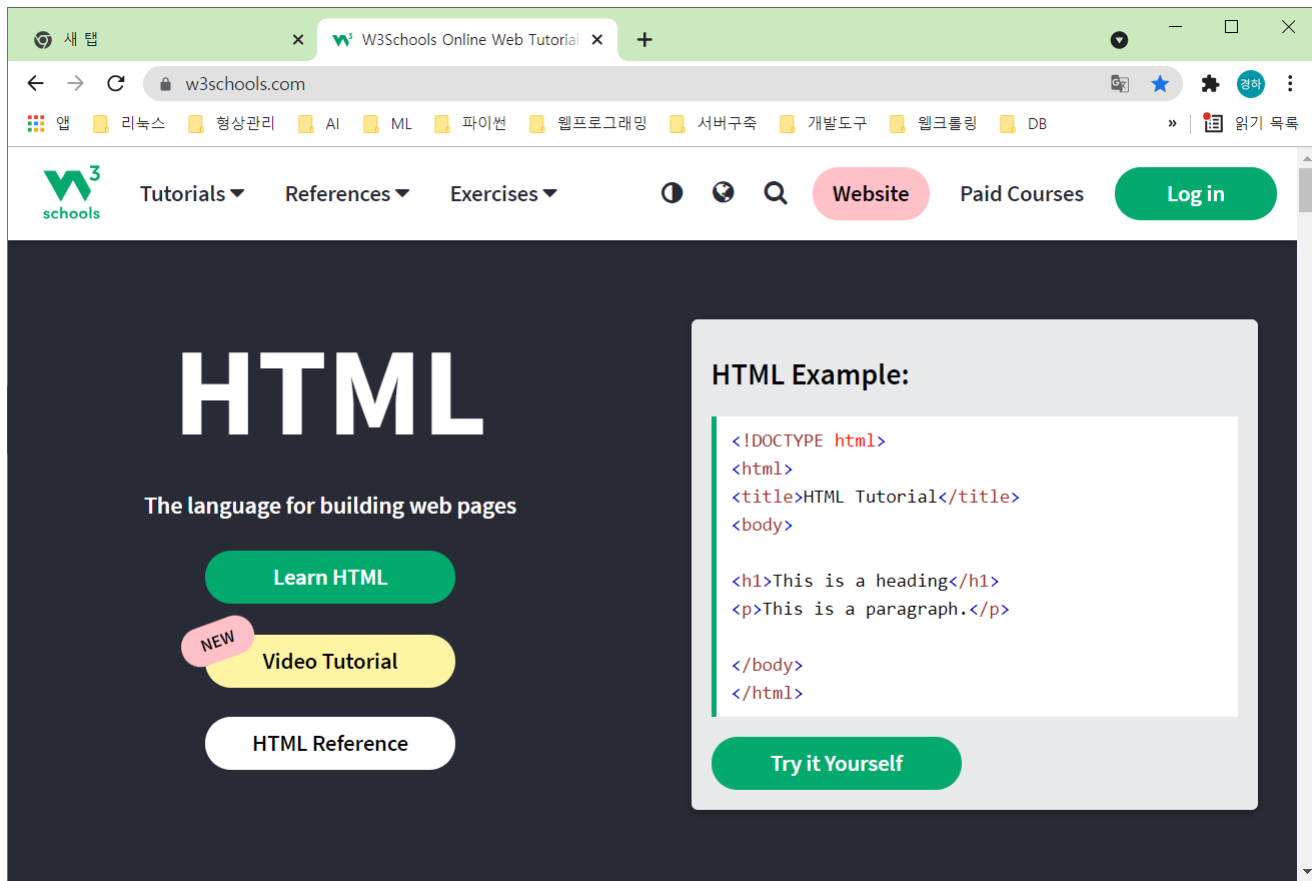 새 탭
W3Schools Online Web Tutorial
w3schools.com
경하
앱 리눅스 형상관리 AI ML 파이썬 웹프로그래밍 서버구축 개발도구 웹크롤링 DB » 읽기 목록
W3 schools Tutorials References Exercises Website Paid Courses Log in
HTML
The language for building web pages
Learn HTML
NEW
Video Tutorial
HTML Reference
HTML Example:
<!DOCTYPE html>
<html>
<title>HTML Tutorial</title>
<body>
<h1>This is a heading</h1>
<p>This is a paragraph.</p>
</body>
</html>
Try it Yourself